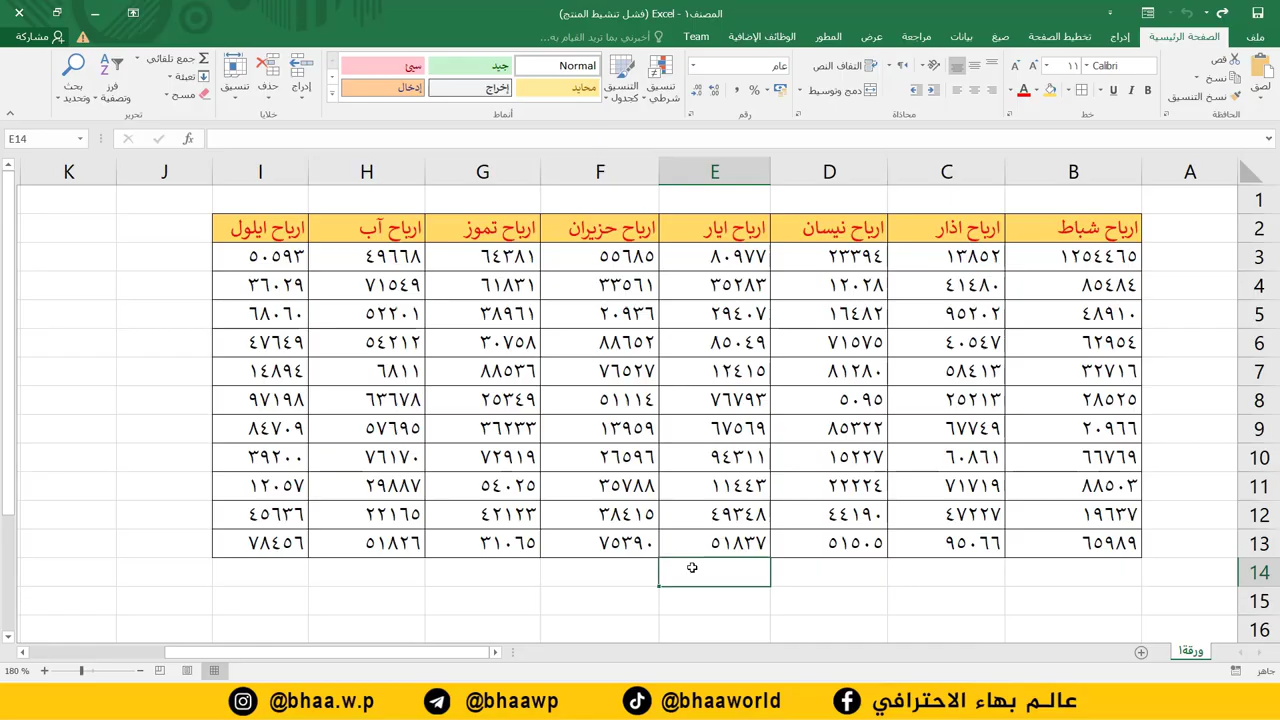 المصنف١ - Excel (فشل تنشيط المنتج)
ملف الصفحة الرئيسية إدراج تخطيط الصفحة صيغ بيانات مراجعة عرض المطور الوظائف الإضافية Team أخبرني بما تريد القيام به... مشاركة
لصق قص نسخ نسخ التنسيق الحافظة
Calibri ١١ B I U خط
التفاف النص دمج وتوسيط محاذاة
عام % رقم
تنسيق شرطي التنسيق كجدول
Normal جيد سيئ
محايد إخراج إدخال
أنماط
إدراج حذف تنسيق خلايا
جمع تلقائي تعبئة مسح
فرز وتصفية بحث وتحديد تحرير
E14 fx
A B C D E F G H I J K
1
2 ارباح شباط ارباح اذار ارباح نيسان ارباح ايار ارباح حزيران ارباح تموز ارباح آب ارباح ايلول
3 ١٢٥٤٤٦٥ ١٣٨٥٢ ٢٣٣٩٤ ٨٠٩٧٧ ٥٥٦٨٥ ٦٤٣٨١ ٤٩٦٦٨ ٥٠٥٩٣
4 ٨٥٤٨٤ ٤١٤٨٠ ١٢٠٢٨ ٣٥٢٨٣ ٣٣٥٦١ ٦١٨٣١ ٧١٥٤٩ ٣٦٠٢٩
5 ٤٨٩١٠ ٩٥٢٠٢ ١٦٤٨٢ ٢٩٤٠٧ ٢٠٩٣٦ ٣٨٩٦١ ٥٢٢٠١ ٦٨٠٦٠
6 ٦٢٩٥٤ ٤٠٥٤٧ ٧١٥٧٥ ٨٥٠٤٩ ٨٨٦٥٢ ٣٠٧٥٨ ٥٤٢١٢ ٤٧٦٤٩
7 ٣٢٧١٦ ٥٨٤١٣ ٨١٢٨٠ ١٢٤١٥ ٧٦٥٢٧ ٨٨٥٣٦ ٦٨١١ ١٤٨٩٤
8 ٢٨٥٢٥ ٢٥٢١٣ ٥٠٩٥ ٧٦٧٩٣ ٥١١١٤ ٢٥٣٤٩ ٦٣٦٧٨ ٩٧١٩٨
9 ٢٠٩٦٦ ٦٧٧٤٩ ٨٥٣٢٢ ٦٧٥٦٩ ١٣٩٥٩ ٣٦٢٣٣ ٥٧٦٩٥ ٨٤٧٠٩
10 ٦٦٧٦٩ ٦٠٨٦١ ١٥٢٢٧ ٩٤٣١١ ٢٦٥٩٦ ٧٢٩١٩ ٧٦١٧٠ ٣٩٢٠٠
11 ٨٨٥٠٣ ٧١٧١٩ ٢٢٢٢٤ ١١٤٤٣ ٣٥٧٨٨ ٥٤٠٢٥ ٢٩٨٨٧ ١٢٠٥٧
12 ١٩٦٣٧ ٤٧٢٢٧ ٤٤١٩٠ ٤٩٣٤٨ ٣٨٤١٥ ٤٢١٢٣ ٢٢١٦٥ ٤٥٦٣٦
13 ٦٥٩٨٩ ٩٥٠٦٦ ٥١٥٠٥ ٥١٨٣٧ ٧٥٣٩٠ ٣١٠٦٥ ٥١٨٢٦ ٧٨٤٥٦
14
15
16
ورقة١
جاهز
180 %
عالم بهاء الاحترافي @bhaaworld @bhaawp @bhaa.w.p